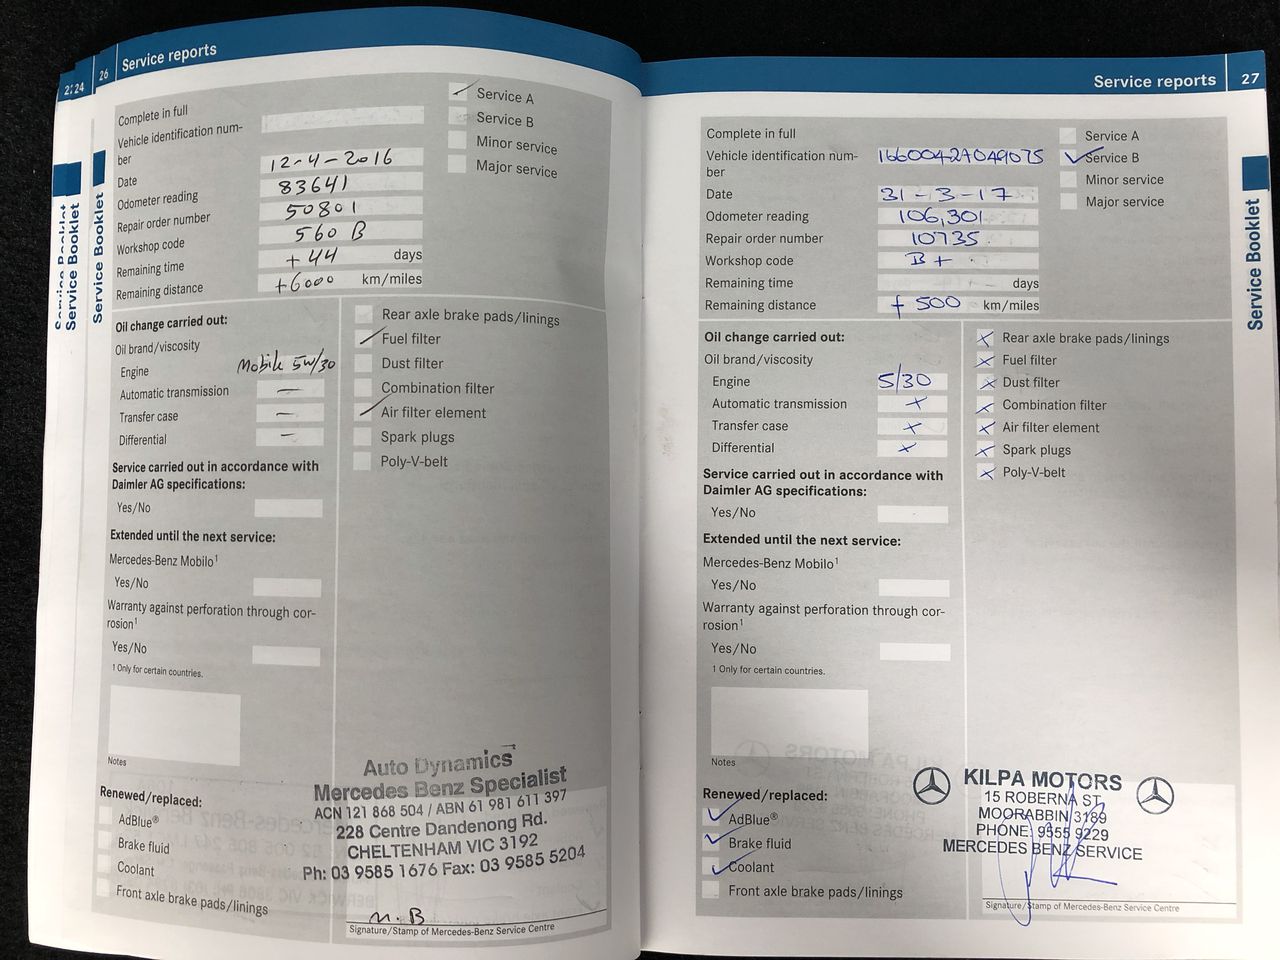 2
24
26 Service reports
Service Booklet
Service Booklet
Service Booklet
Complete in full
Vehicle identification num-
ber
Date 12-4-2016
Odometer reading 83641
Repair order number 50801
Workshop code 560 B
Remaining time +44 days
Remaining distance +6000 km/miles
Service A
Service B
Minor service
Major service
Oil change carried out:
Oil brand/viscosity
Engine Mobile 5w/30
Automatic transmission —
Transfer case —
Differential —
Service carried out in accordance with
Daimler AG specifications:
Yes/No
Extended until the next service:
Mercedes-Benz Mobilo¹
Yes/No
Warranty against perforation through cor-
rosion¹
Yes/No
¹ Only for certain countries.
Notes
Rear axle brake pads/linings
Fuel filter
Dust filter
Combination filter
Air filter element
Spark plugs
Poly-V-belt
Renewed/replaced:
AdBlue®
Brake fluid
Coolant
Front axle brake pads/linings
Auto Dynamics
Mercedes Benz Specialist
ACN 121 868 504 / ABN 61 981 611 397
228 Centre Dandenong Rd.
CHELTENHAM VIC 3192
Ph: 03 9585 1676 Fax: 03 9585 5204
M.B
Signature/Stamp of Mercedes-Benz Service Centre
Service reports 27
Service Booklet
Complete in full
Vehicle identification num-
ber 1660042A049075
Date 31-3-17
Odometer reading 106,301
Repair order number 10735
Workshop code B+
Remaining time days
Remaining distance + 500 km/miles
Service A
Service B
Minor service
Major service
Oil change carried out:
Oil brand/viscosity
Engine 5/30
Automatic transmission x
Transfer case x
Differential x
Service carried out in accordance with
Daimler AG specifications:
Yes/No
Extended until the next service:
Mercedes-Benz Mobilo¹
Yes/No
Warranty against perforation through cor-
rosion¹
Yes/No
¹ Only for certain countries.
Notes
x Rear axle brake pads/linings
x Fuel filter
x Dust filter
x Combination filter
x Air filter element
x Spark plugs
x Poly-V-belt
Renewed/replaced:
AdBlue®
Brake fluid
Coolant
Front axle brake pads/linings
KILPA MOTORS
15 ROBERNA ST
MOORABBIN 3189
PHONE: 9555 9229
MERCEDES BENZ SERVICE
Signature/Stamp of Mercedes-Benz Service Centre